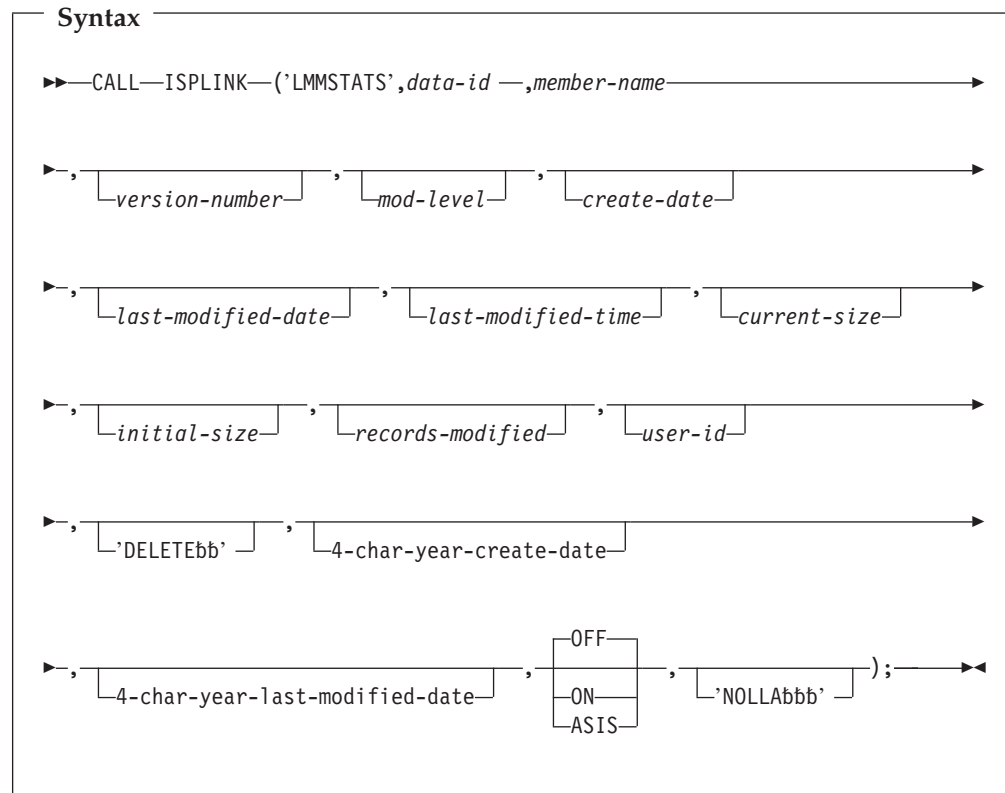 Syntax
CALL ISPLINK ('LMMSTATS',data-id ,member-name
, version-number , mod-level , create-date
, last-modified-date , last-modified-time , current-size
, initial-size , records-modified , user-id
, 'DELETEƀƀ' , 4-char-year-create-date
, 4-char-year-last-modified-date , OFF ON ASIS , 'NOLLAƀƀƀ' );